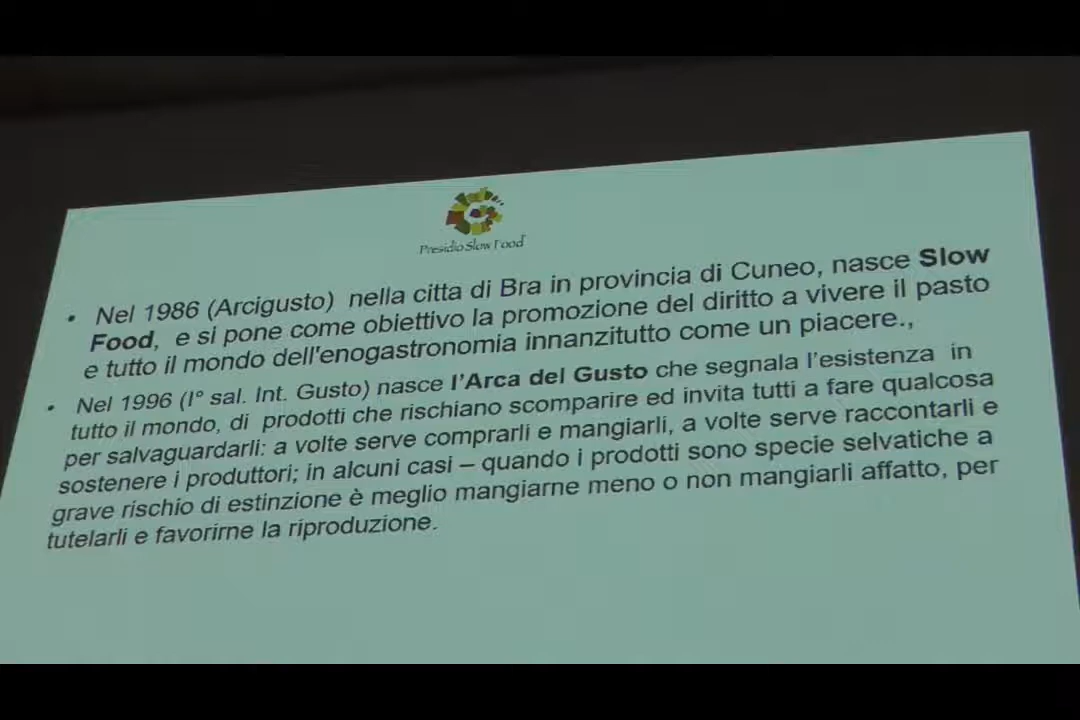 Presidio Slow Food
• Nel 1986 (Arcigusto) nella citta di Bra in provincia di Cuneo, nasce Slow
Food, e si pone come obiettivo la promozione del diritto a vivere il pasto
e tutto il mondo dell'enogastronomia innanzitutto come un piacere.,
• Nel 1996 (I° sal. Int. Gusto) nasce l'Arca del Gusto che segnala l'esistenza in
tutto il mondo, di prodotti che rischiano scomparire ed invita tutti a fare qualcosa
per salvaguardarli: a volte serve comprarli e mangiarli, a volte serve raccontarli e
sostenere i produttori; in alcuni casi – quando i prodotti sono specie selvatiche a
grave rischio di estinzione è meglio mangiarne meno o non mangiarli affatto, per
tutelarli e favorirne la riproduzione.